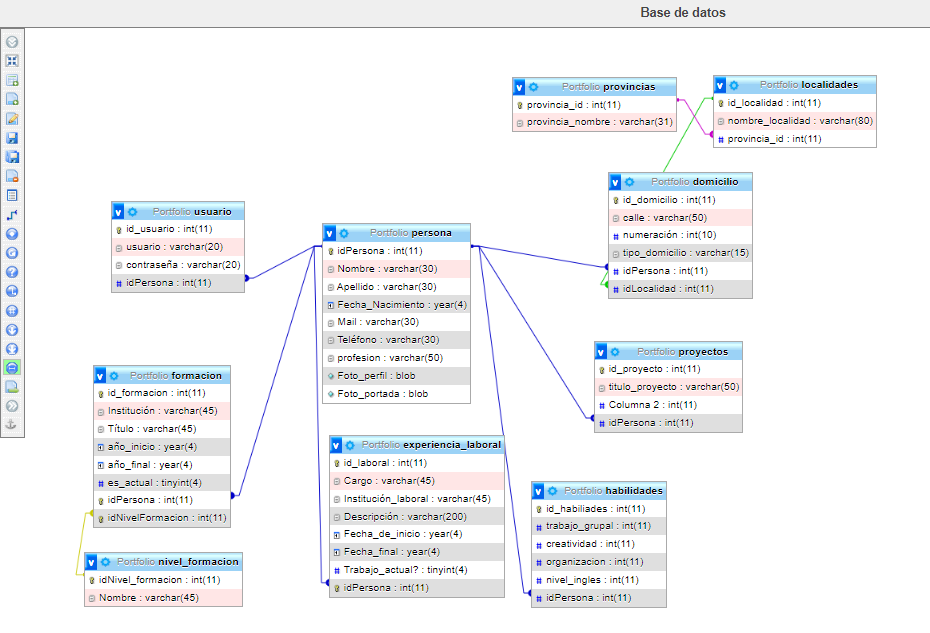 Base de datos
Portfolio provincias
provincia_id : int(11)
provincia_nombre : varchar(31)
Portfolio localidades
id_localidad : int(11)
nombre_localidad : varchar(80)
provincia_id : int(11)
Portfolio domicilio
id_domicilio : int(11)
calle : varchar(50)
numeración : int(10)
tipo_domicilio : varchar(15)
idPersona : int(11)
idLocalidad : int(11)
Portfolio usuario
id_usuario : int(11)
usuario : varchar(20)
contraseña : varchar(20)
idPersona : int(11)
Portfolio persona
idPersona : int(11)
Nombre : varchar(30)
Apellido : varchar(30)
Fecha_Nacimiento : year(4)
Mail : varchar(30)
Teléfono : varchar(30)
profesion : varchar(50)
Foto_perfil : blob
Foto_portada : blob
Portfolio proyectos
id_proyecto : int(11)
titulo_proyecto : varchar(50)
Columna 2 : int(11)
idPersona : int(11)
Portfolio formacion
id_formacion : int(11)
Institución : varchar(45)
Título : varchar(45)
año_inicio : year(4)
año_final : year(4)
es_actual : tinyint(4)
idPersona : int(11)
idNivelFormacion : int(11)
Portfolio experiencia_laboral
id_laboral : int(11)
Cargo : varchar(45)
Institución_laboral : varchar(45)
Descripción : varchar(200)
Fecha_de_inicio : year(4)
Fecha_final : year(4)
Trabajo_actual? : tinyint(4)
idPersona : int(11)
Portfolio habilidades
id_habiliades : int(11)
trabajo_grupal : int(11)
creatividad : int(11)
organizacion : int(11)
nivel_ingles : int(11)
idPersona : int(11)
Portfolio nivel_formacion
idNivel_formacion : int(11)
Nombre : varchar(45)